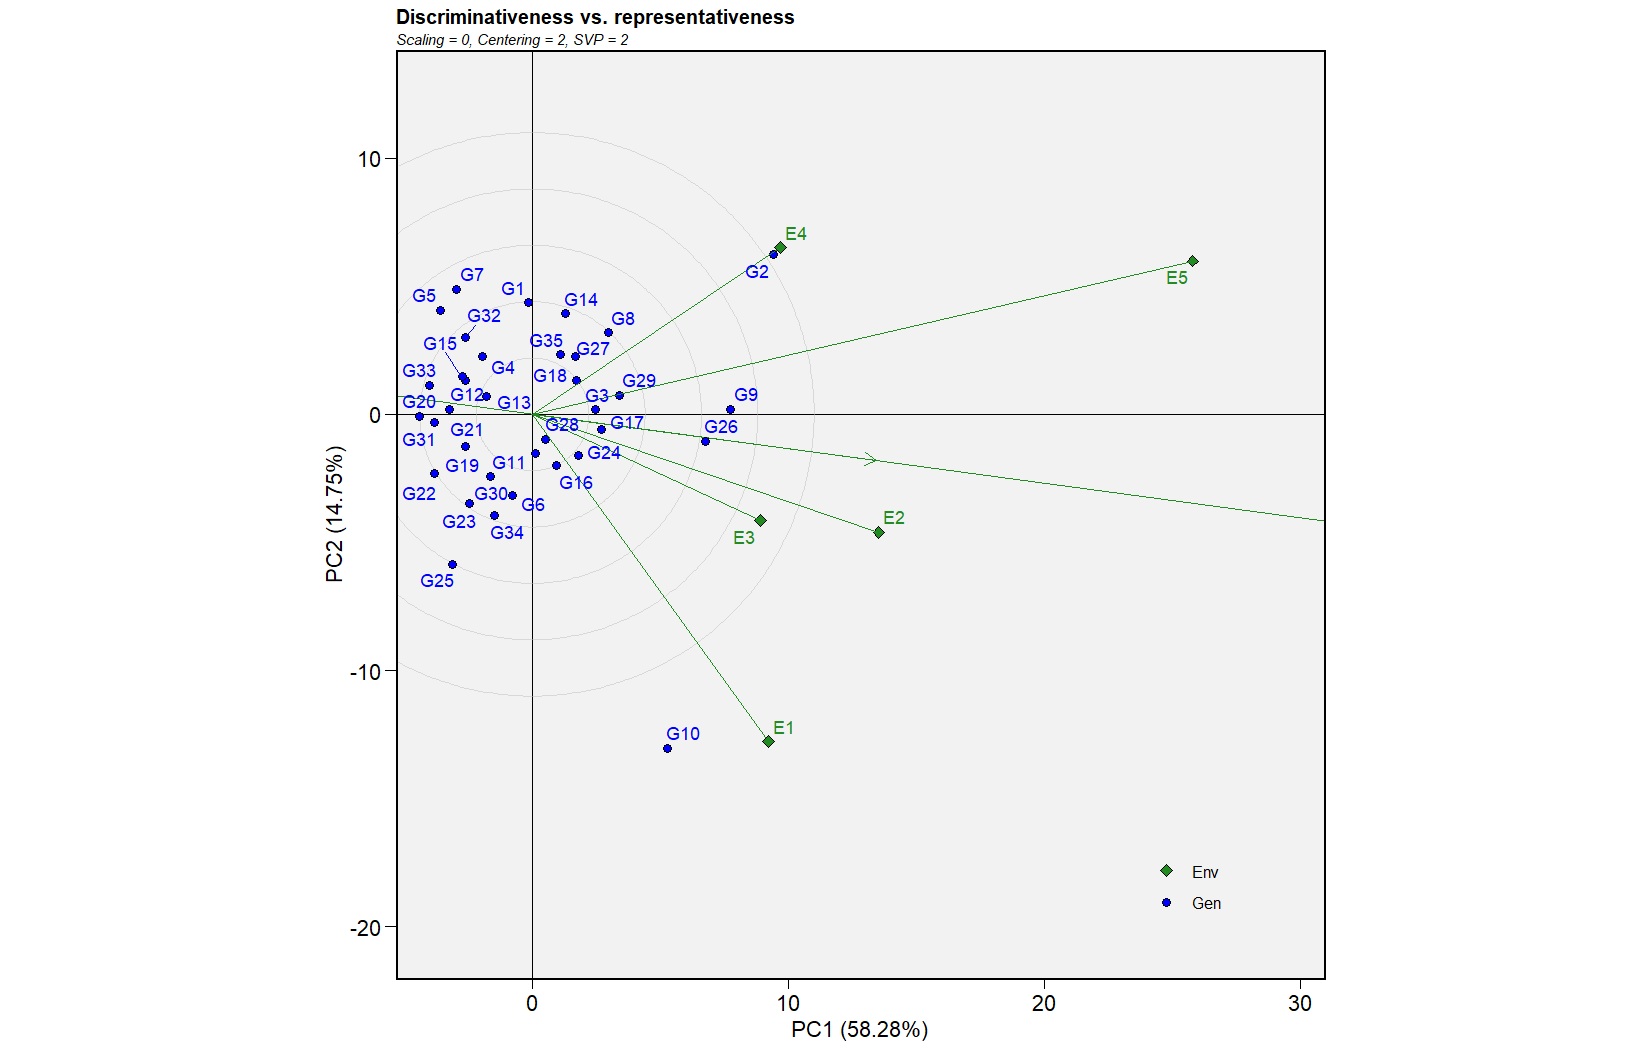 Discriminativeness vs. representativeness
Scaling = 0, Centering = 2, SVP = 2
10
0
-10
-20
PC2 (14.75%)
E4
G2
E5
G7
G5
G1
G14
G32
G8
G15
G35
G27
G4
G33
G18
G29
G12
G3
G9
G20
G13
G28
G17
G26
G31
G21
G24
G19
G11
G16
G22
G30
G6
G23
G34
E3
E2
G25
G10
E1
Env
Gen
0
10
20
30
PC1 (58.28%)